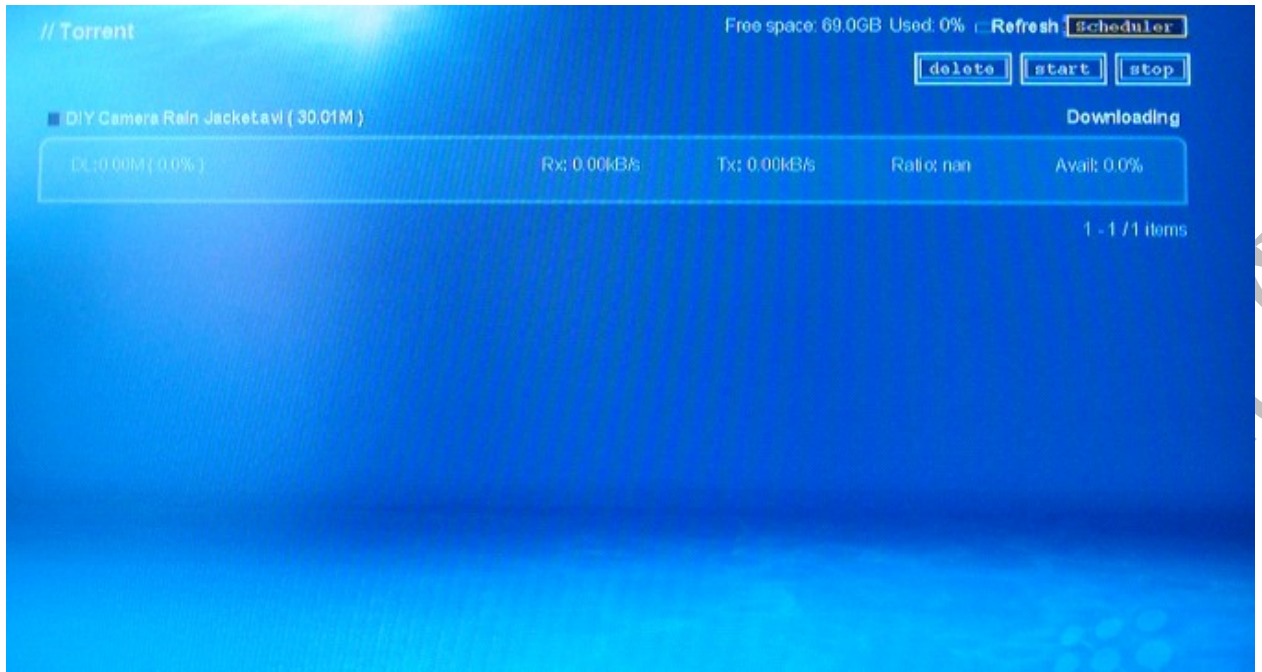 // Torrent
Free space: 69.0GB Used: 0% Refresh Scheduler
delete start stop
DIY Camera Rain Jacket.avi ( 30.01M )
Downloading
DL:0.00M ( 0.0% ) Rx: 0.00kB/s Tx: 0.00kB/s Ratio: nan Avail: 0.0%
1 - 1 / 1 items